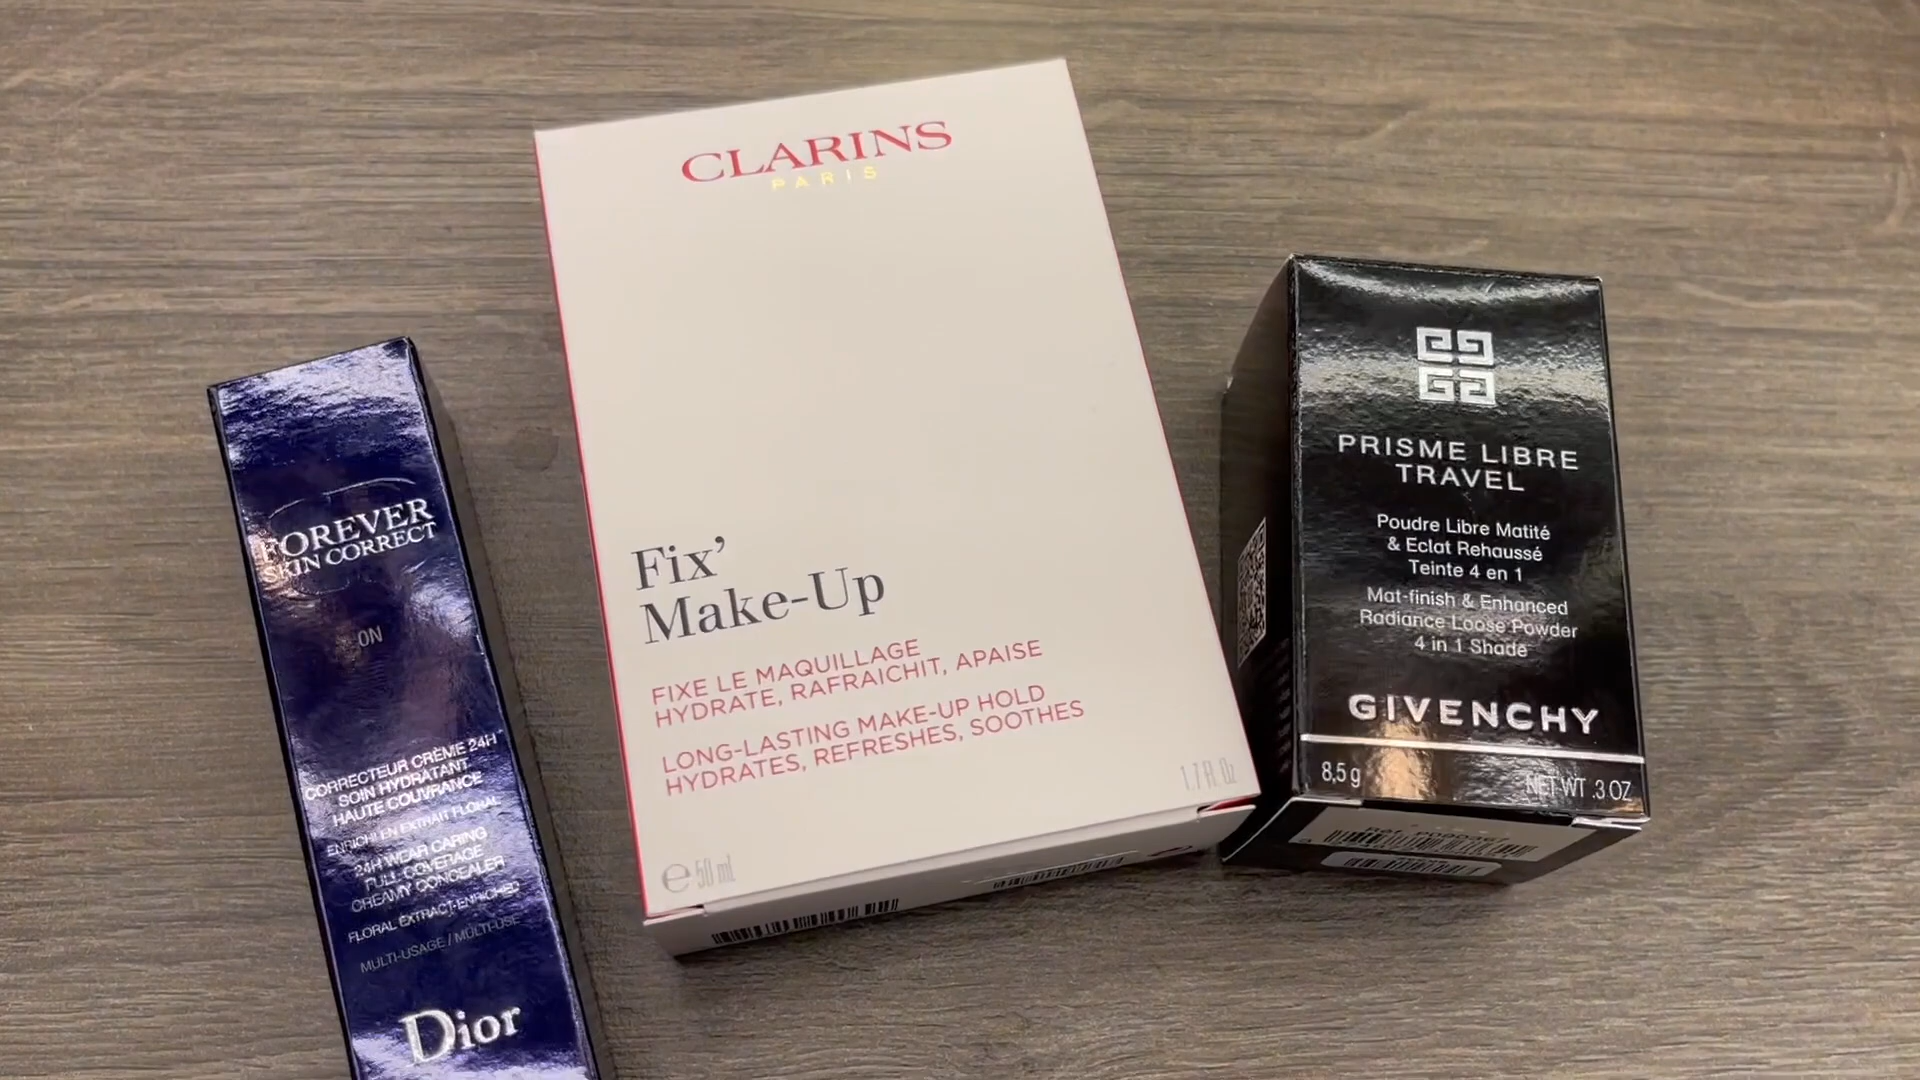 FOREVER
SKIN CORRECT
0N
CORRECTEUR CRÈME 24H
SOIN HYDRATANT
HAUTE COUVRANCE
ENRICHI EN EXTRAIT FLORAL
24H WEAR CARING
FULL COVERAGE
CREAMY CONCEALER
FLORAL EXTRACT-ENRICHED
MULTI-USAGE / MULTI-USE
Dior
CLARINS
PARIS
Fix’
Make-Up
FIXE LE MAQUILLAGE
HYDRATE, RAFRAICHIT, APAISE
LONG-LASTING MAKE-UP HOLD
HYDRATES, REFRESHES, SOOTHES
1.7 Fl. Oz
e 50 ml
PRISME LIBRE
TRAVEL
Poudre Libre Matité
& Eclat Rehaussé
Teinte 4 en 1
Mat-finish & Enhanced
Radiance Loose Powder
4 in 1 Shade
GIVENCHY
8,5 g NET WT .3 OZ